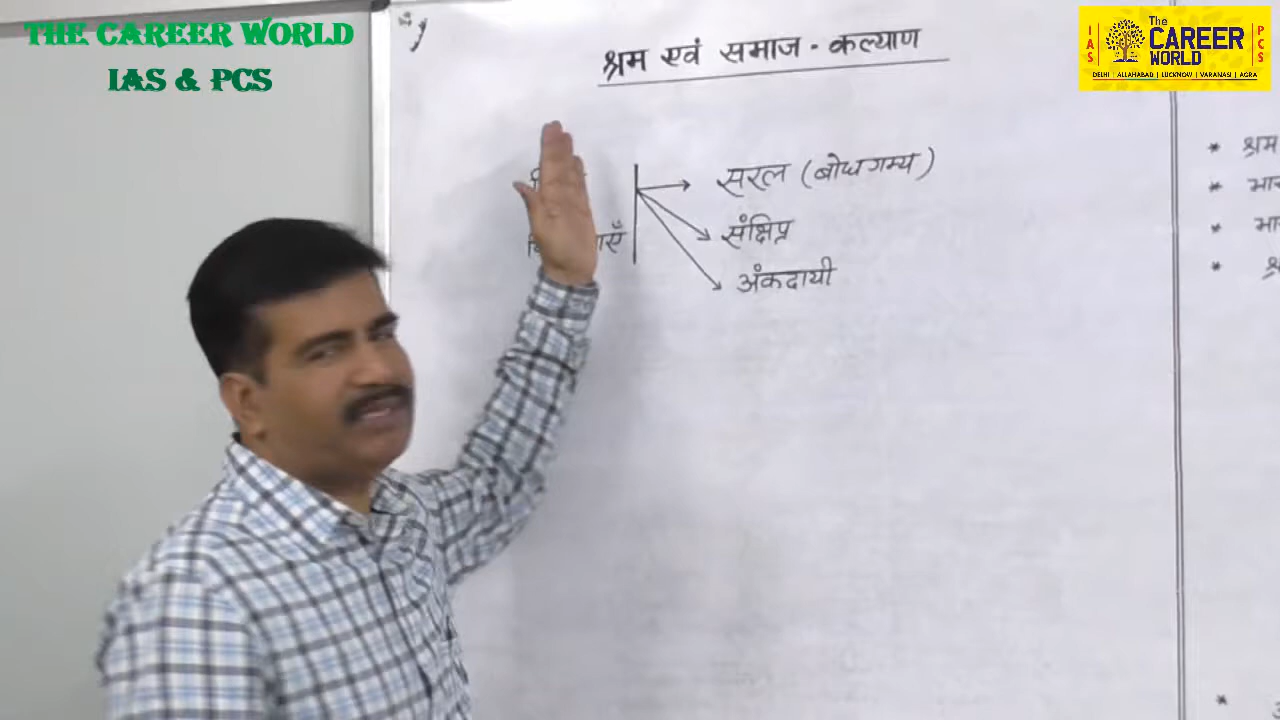 THE CAREER WORLD
IAS & PCS
The
CAREER
WORLD
IAS
PCS
DELHI | ALLAHABAD | LUCKNOW | VARANASI | AGRA
श्रम एवं समाज - कल्याण
सरल (बोधगम्य)
संक्षिप्त
अंकदायी
* श्रम
*
*
*
*